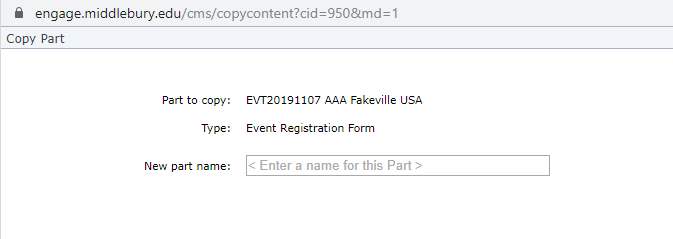 engage.middlebury.edu/cms/copycontent?cid=950&md=1
Copy Part
Part to copy: EVT20191107 AAA Fakeville USA
Type: Event Registration Form
New part name: < Enter a name for this Part >